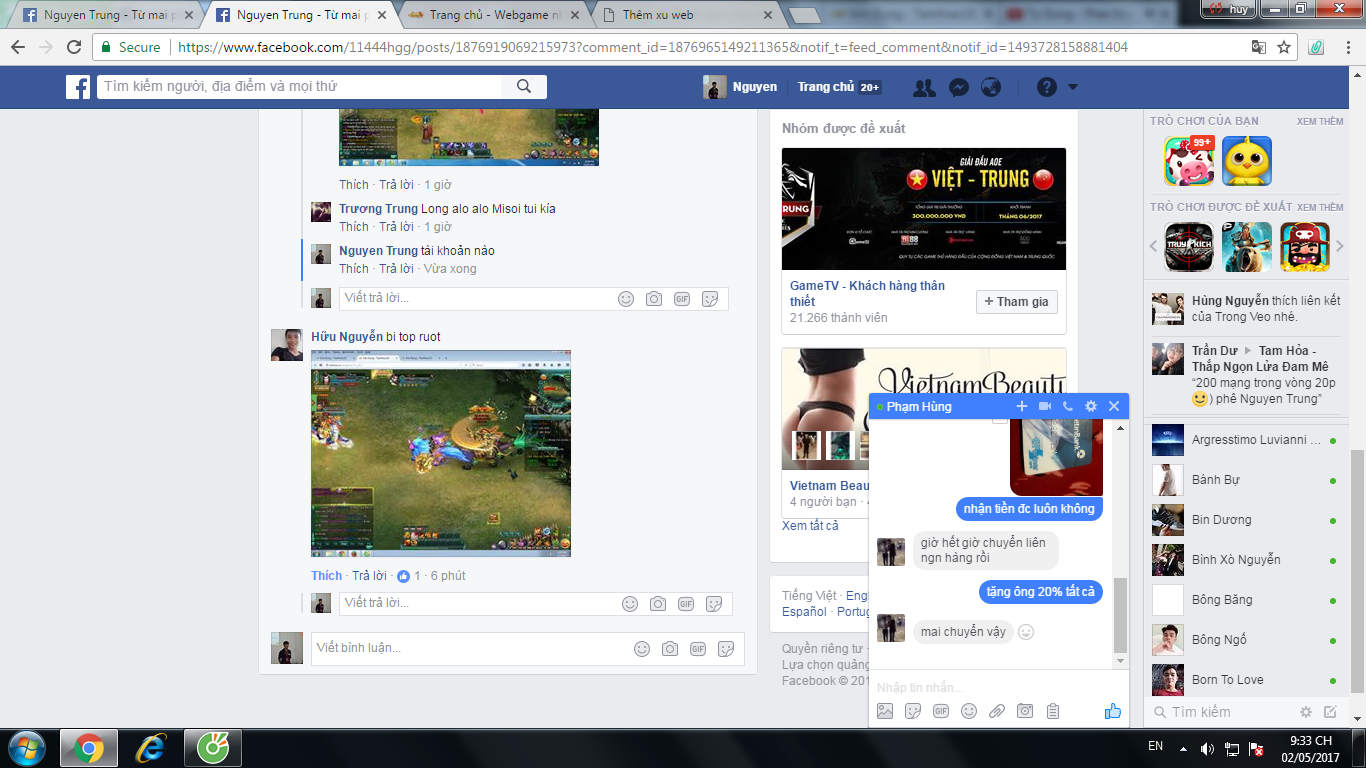 Nguyen Trung - Từ mai p
Nguyen Trung - Từ mai p
Trang chủ - Webgame nh
Thêm xu web
huy
Secure
https://www.facebook.com/11444hgg/posts/1876919069215973?comment_id=1876965149211365&notif_t=feed_comment&notif_id=1493728158881404
Tìm kiếm người, địa điểm và mọi thứ
Nguyen
Trang chủ 20+
Thích · Trả lời · 1 giờ
Trương Trung Long alo alo Misoi tui kía
Thích · Trả lời · 1 giờ
Nguyen Trung tài khoản nào
Thích · Trả lời · Vừa xong
Viết trả lời...
GIF
Hữu Nguyễn bi top ruot
Thích · Trả lời · 1 · 6 phút
Viết trả lời...
GIF
Viết bình luận...
GIF
Nhóm được đề xuất
GIẢI ĐẤU AOE
VIỆT - TRUNG
300.000.000 VND
THÁNG 06/2017
GameTV - Khách hàng thân
thiết
21.266 thành viên
+ Tham gia
VietnamBeauty
Vietnam Beau
4 người bạn ·
Xem tất cả
Tiếng Việt · Engl
Español · Portug
Quyền riêng tư ·
Lựa chọn quảng
Facebook © 201
Phạm Hùng
nhận tiền đc luôn không
giờ hết giờ chuyển liên
ngn hàng rồi
tặng ông 20% tất cả
mai chuyển vậy
Nhập tin nhắn...
GIF
TRÒ CHƠI CỦA BẠN
XEM THÊM
99+
TRÒ CHƠI ĐƯỢC ĐỀ XUẤT
XEM THÊM
TRUY KÍCH
Hùng Nguyễn thích liên kết
của Trong Veo nhé.
Trần Dư ▶ Tam Hỏa -
Thắp Ngọn Lửa Đam Mê
“200 mạng trong vòng 20p
) phê Nguyen Trung”
Argresstimo Luvianni ...
Bánh Bự
Bin Dương
Bình Xò Nguyễn
Bông Băng
Bông Ngố
Born To Love
Tìm kiếm
EN
9:33 CH
02/05/2017